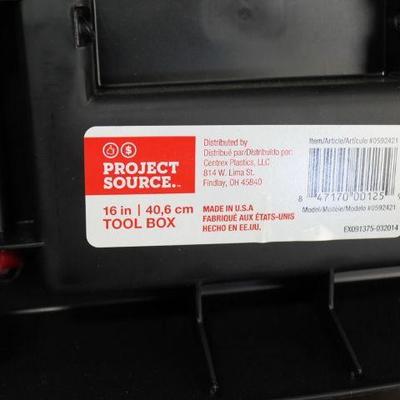 PROJECT
SOURCE.™
16 in | 40,6 cm
TOOL BOX
Distributed by
Distribué par/Distribuido por:
Centrex Plastics, LLC
814 W. Lima St.
Findlay, OH 45840
MADE IN U.S.A
FABRIQUÉ AUX ÉTATS-UNIS
HECHO EN EE.UU.
Item/Article/Artículo #0592421
8 47170 00125 9
Model/Modèle/Modelo #0592421
EX091375-032014